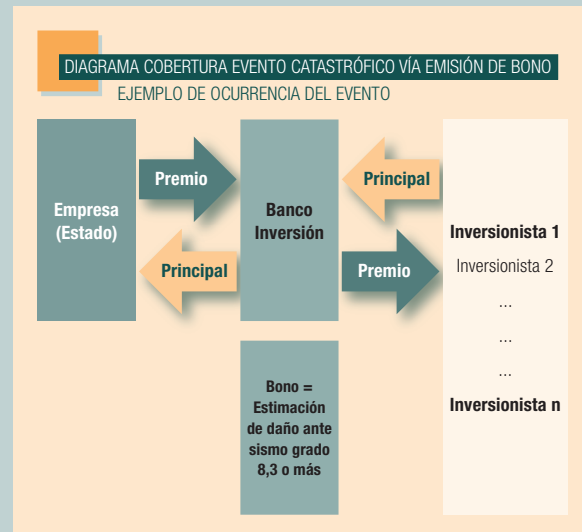 DIAGRAMA COBERTURA EVENTO CATASTRÓFICO VÍA EMISIÓN DE BONO
EJEMPLO DE OCURRENCIA DEL EVENTO
Empresa
(Estado)
Premio
Principal
Banco
Inversión
Principal
Premio
Inversionista 1
Inversionista 2
...
...
...
Inversionista n
Bono =
Estimación
de daño ante
sismo grado
8,3 o más